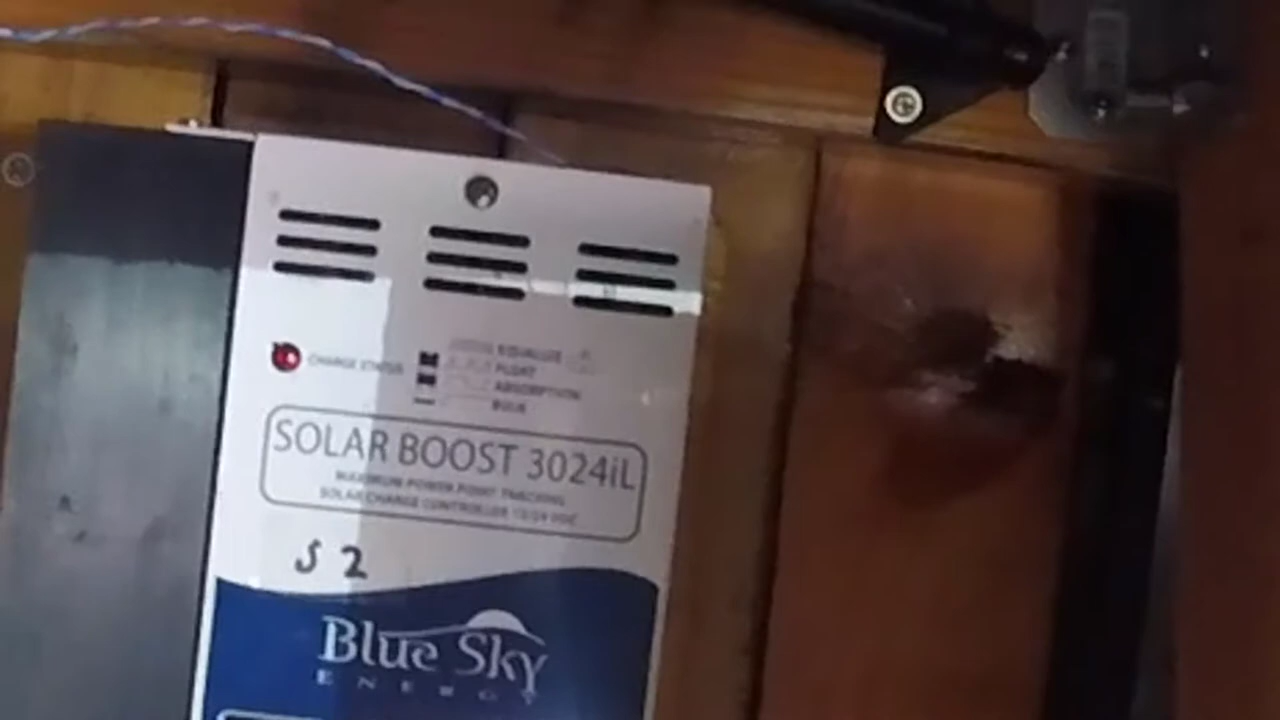 CHARGE STATUS
EQUALIZE
FLOAT
ABSORPTION
BULK
SOLAR BOOST 3024iL
MAXIMUM POWER POINT TRACKING
SOLAR CHARGE CONTROLLER 12/24 VDC
S 2
Blue Sky
ENERGY